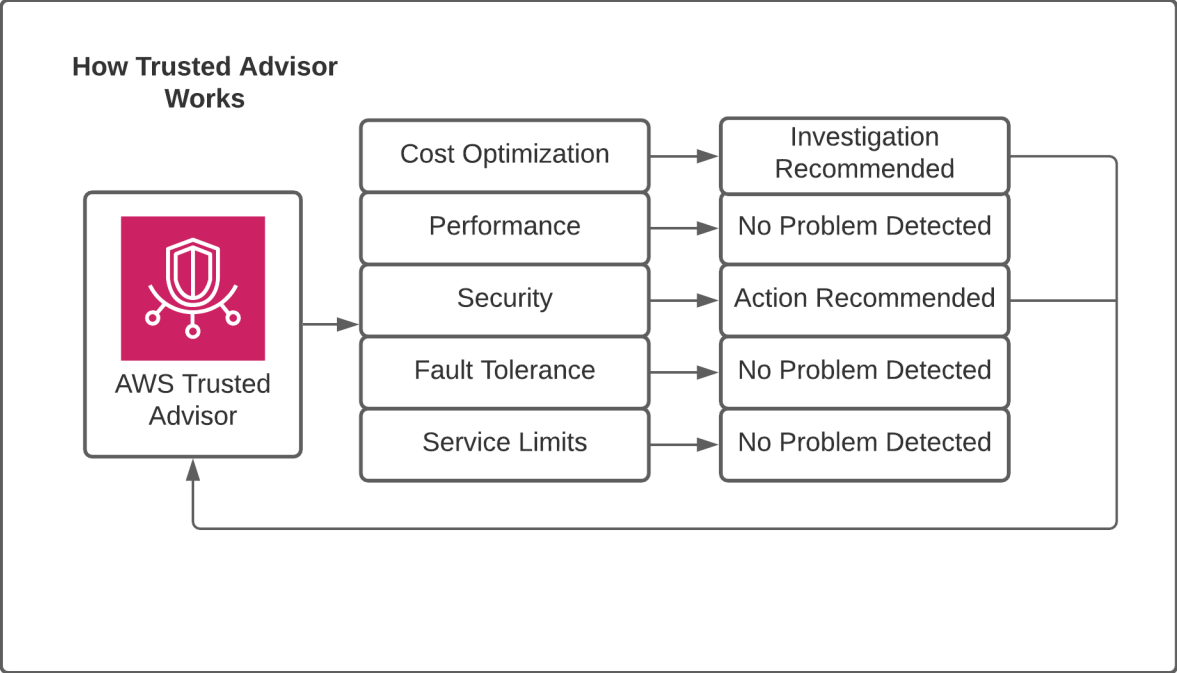 How Trusted Advisor
Works
Cost Optimization
Investigation
Recommended
Performance
No Problem Detected
Security
Action Recommended
Fault Tolerance
No Problem Detected
Service Limits
No Problem Detected
AWS Trusted
Advisor